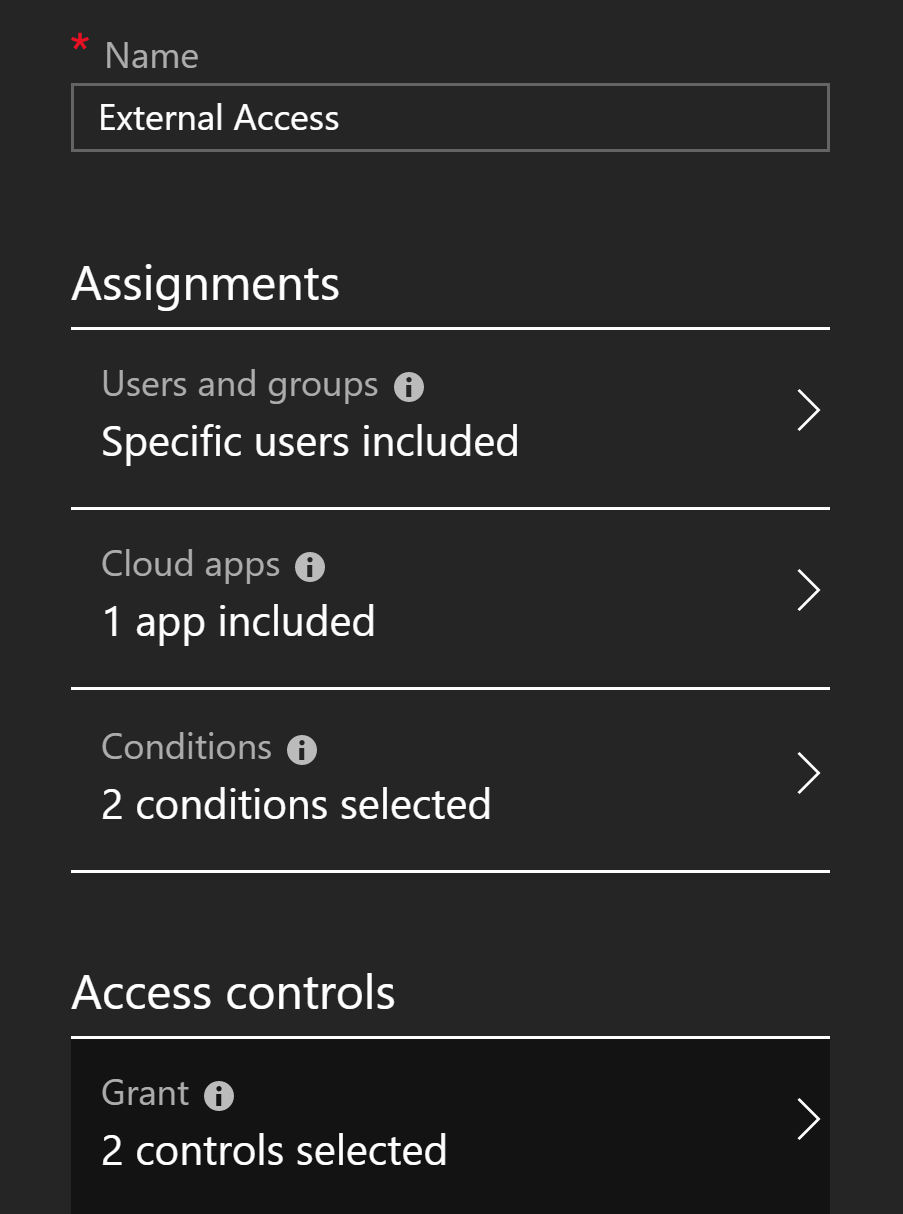 * Name
External Access
Assignments
Users and groups
Specific users included
Cloud apps
1 app included
Conditions
2 conditions selected
Access controls
Grant
2 controls selected